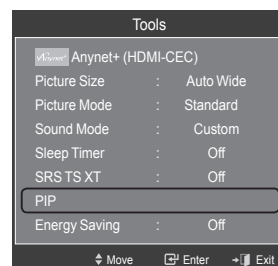 Tools
Anynet+ Anynet+ (HDMI-CEC)
Picture Size : Auto Wide
Picture Mode : Standard
Sound Mode : Custom
Sleep Timer : Off
SRS TS XT : Off
PIP
Energy Saving : Off
Move Enter Exit